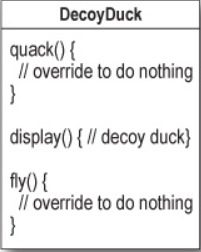 DecoyDuck
quack() {
// override to do nothing
}
display() { // decoy duck}
fly() {
// override to do nothing
}